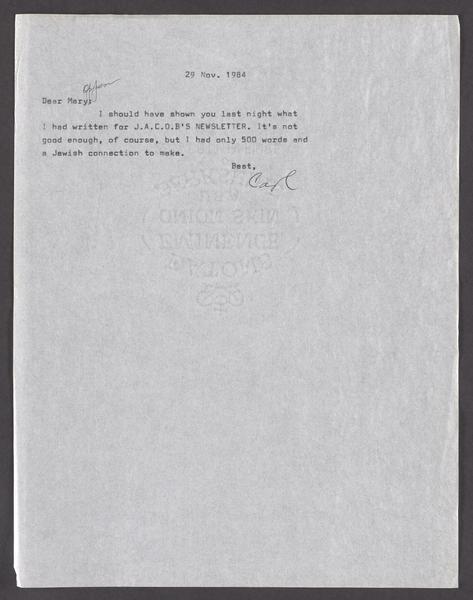 29 Nov. 1984
Dear Mary:
I should have shown you last night what
I had written for J.A.C.O.B'S NEWSLETTER. It's not
good enough, of course, but I had only 500 words and
a Jewish connection to make.
Best,
Carl
EMINENCE